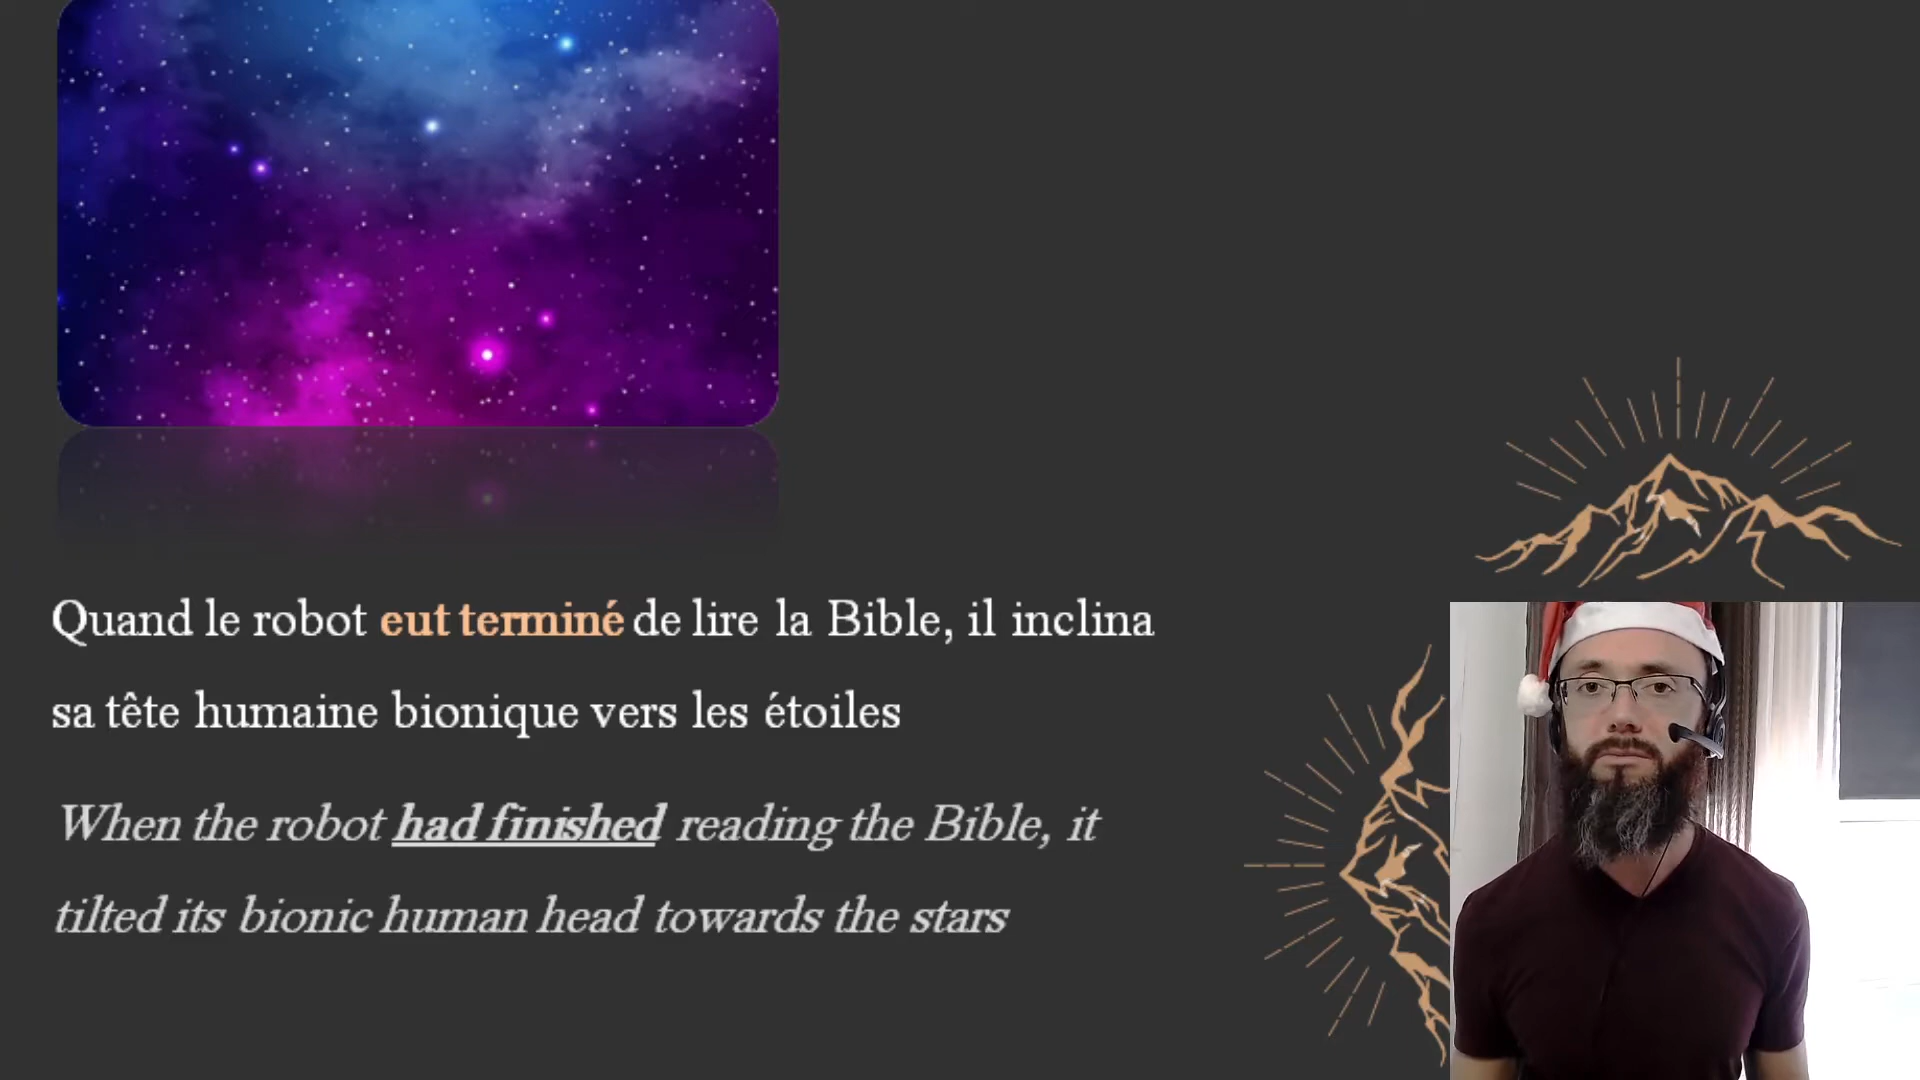 Quand le robot eut terminé de lire la Bible, il inclina
sa tête humaine bionique vers les étoiles
When the robot had finished reading the Bible, it
tilted its bionic human head towards the stars